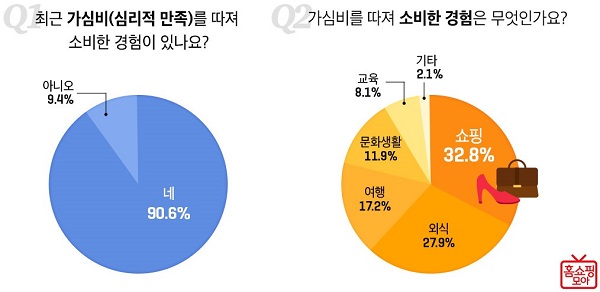 Q1
최근 가심비(심리적 만족)를 따져
소비한 경험이 있나요?
아니오
9.4%
네
90.6%
Q2
가심비를 따져 소비한 경험은 무엇인가요?
기타
2.1%
교육
8.1%
문화생활
11.9%
여행
17.2%
외식
27.9%
쇼핑
32.8%
홈쇼핑
모아